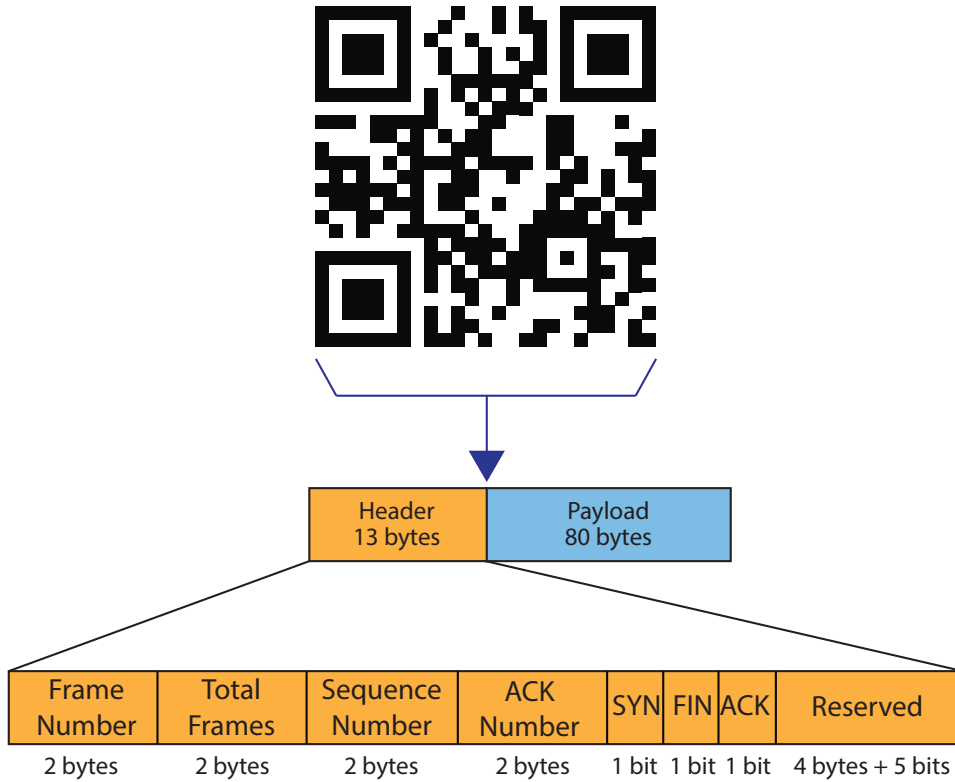 Header
13 bytes
Payload
80 bytes
Frame
Number
Total
Frames
Sequence
Number
ACK
Number
SYN
FIN
ACK
Reserved
2 bytes
2 bytes
2 bytes
2 bytes
1 bit
1 bit
1 bit
4 bytes + 5 bits